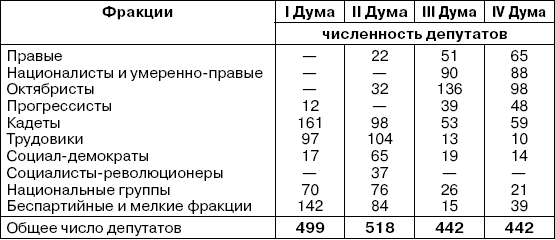 Фракции I Дума II Дума III Дума IV Дума
численность депутатов
Правые — 22 51 65
Националисты и умеренно-правые — — 90 88
Октябристы — 32 136 98
Прогрессисты 12 — 39 48
Кадеты 161 98 53 59
Трудовики 97 104 13 10
Социал-демократы 17 65 19 14
Социалисты-революционеры — 37 — —
Национальные группы 70 76 26 21
Беспартийные и мелкие фракции 142 84 15 39
Общее число депутатов 499 518 442 442